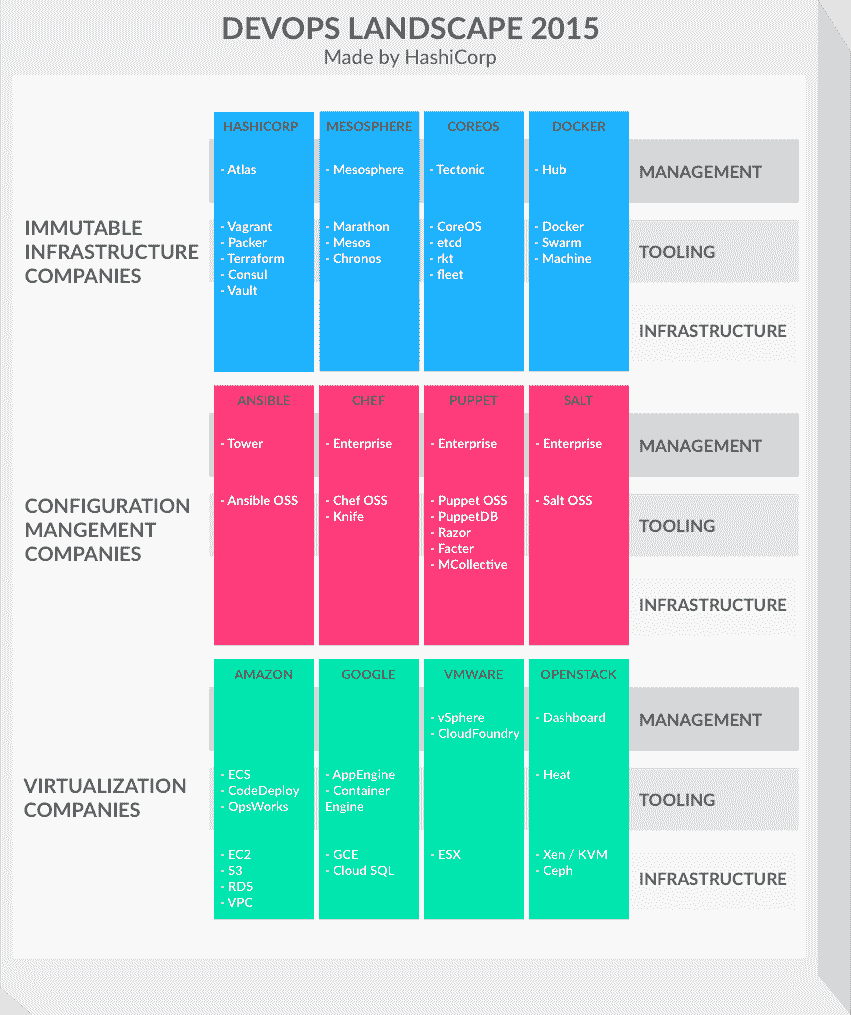 DEVOPS LANDSCAPE 2015
Made by HashiCorp
IMMUTABLE
INFRASTRUCTURE
COMPANIES
HASHICORP
- Atlas
- Vagrant
- Packer
- Terraform
- Consul
- Vault
MESOSPHERE
- Mesosphere
- Marathon
- Mesos
- Chronos
COREOS
- Tectonic
- CoreOS
- etcd
- rkt
- fleet
DOCKER
- Hub
- Docker
- Swarm
- Machine
MANAGEMENT
TOOLING
INFRASTRUCTURE
CONFIGURATION
MANGEMENT
COMPANIES
ANSIBLE
- Tower
- Ansible OSS
CHEF
- Enterprise
- Chef OSS
- Knife
PUPPET
- Enterprise
- Puppet OSS
- PuppetDB
- Razor
- Facter
- MCollective
SALT
- Enterprise
- Salt OSS
MANAGEMENT
TOOLING
INFRASTRUCTURE
VIRTUALIZATION
COMPANIES
AMAZON
- ECS
- CodeDeploy
- OpsWorks
- EC2
- S3
- RDS
- VPC
GOOGLE
- AppEngine
- Container
Engine
- GCE
- Cloud SQL
VMWARE
- vSphere
- CloudFoundry
- ESX
OPENSTACK
- Dashboard
- Heat
- Xen / KVM
- Ceph
MANAGEMENT
TOOLING
INFRASTRUCTURE